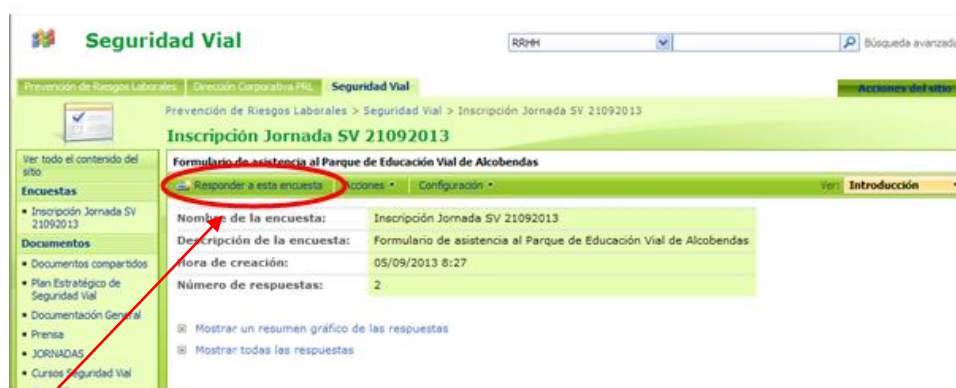 Seguridad Vial
RRHH
Búsqueda avanzada
Prevención de Riesgos Laborales
Dirección Corporativa PRL
Seguridad Vial
Acciones del sitio
Prevención de Riesgos Laborales > Seguridad Vial > Inscripción Jornada SV 21092013
Inscripción Jornada SV 21092013
Ver todo el contenido del
sitio
Formulario de asistencia al Parque de Educación Vial de Alcobendas
Responder a esta encuesta
Acciones
Configuración
Ver: Introducción
Encuestas
Inscripción Jornada SV
21092013
Documentos
Documentos compartidos
Plan Estratégico de
Seguridad Vial
Documentación General
Prensa
JORNADAS
Cursos Seguridad Vial
Nombre de la encuesta: Inscripción Jornada SV 21092013
Descripción de la encuesta: Formulario de asistencia al Parque de Educación Vial de Alcobendas
Hora de creación: 05/09/2013 8:27
Número de respuestas: 2
Mostrar un resumen gráfico de las respuestas
Mostrar todas las respuestas